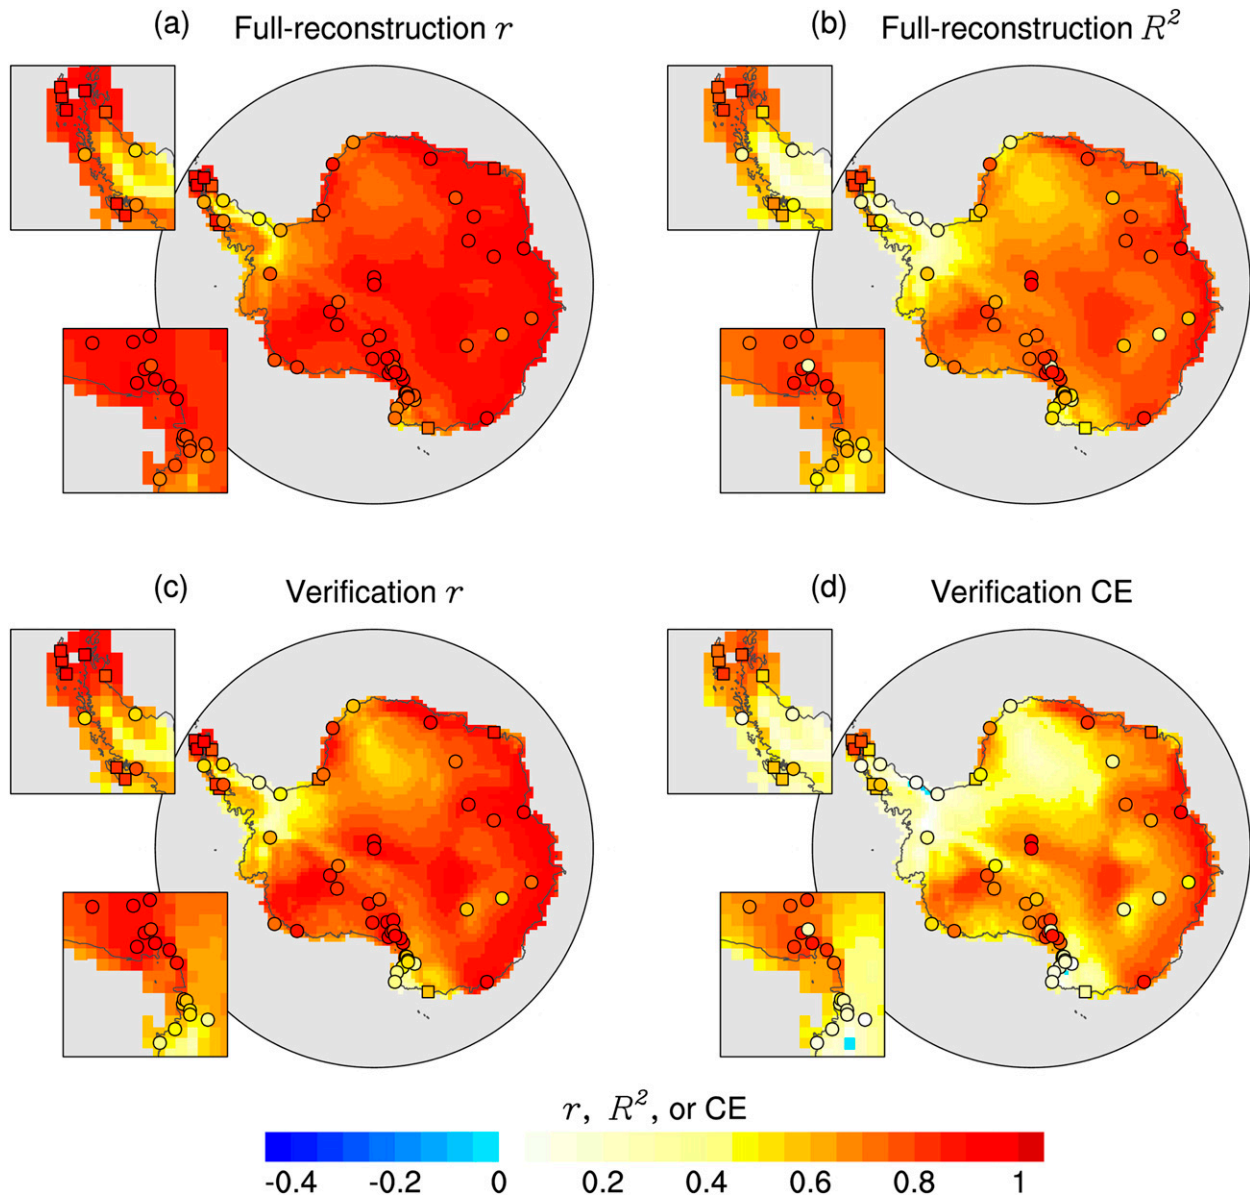 (a) Full-reconstruction r
(b) Full-reconstruction R²
(c) Verification r
(d) Verification CE
r, R², or CE
-0.4 -0.2 0 0.2 0.4 0.6 0.8 1